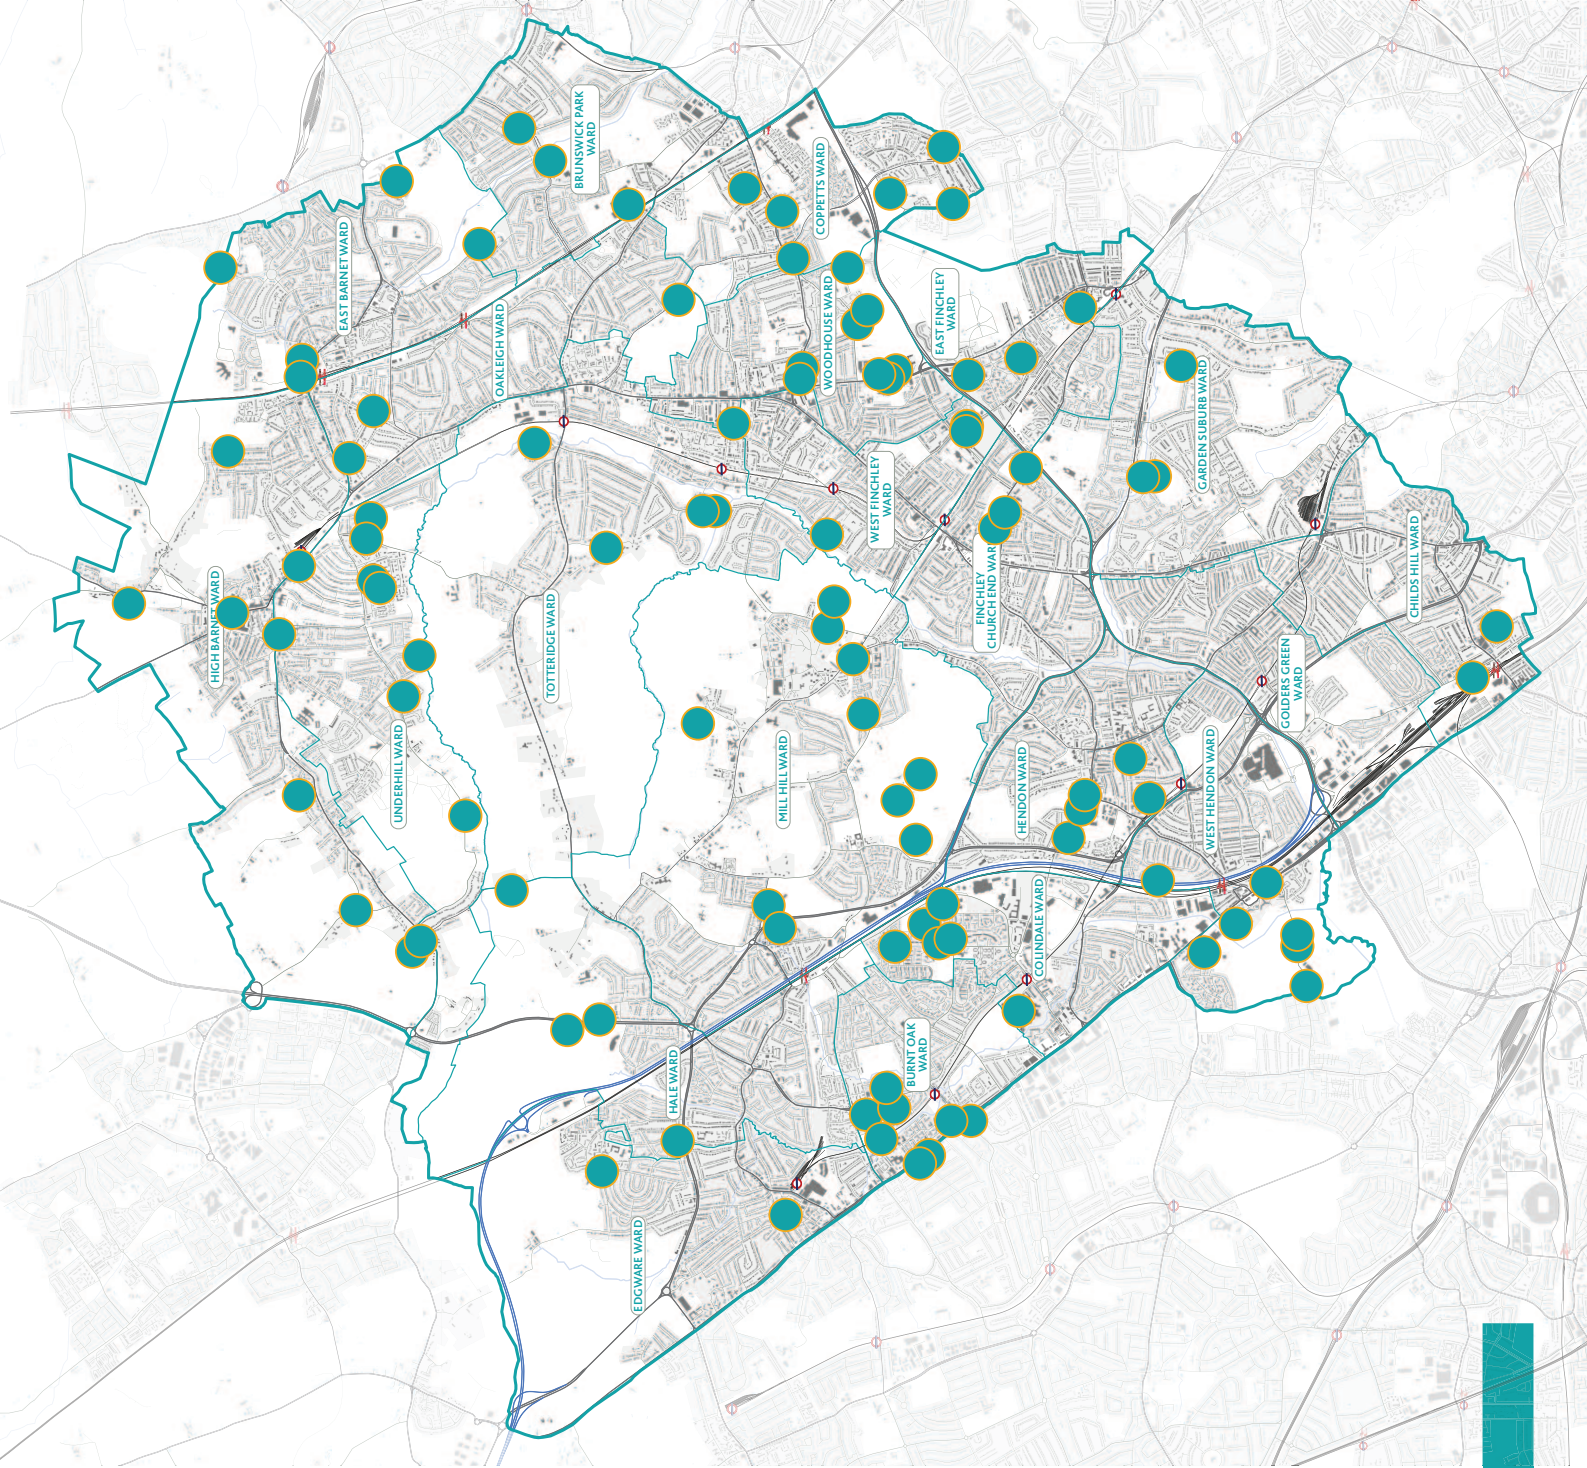 BRUNSWICK PARK
WARD
COPPETTS WARD
EAST BARNET WARD
OAKLEIGH WARD
WOODHOUSE WARD
EAST FINCHLEY
WARD
GARDEN SUBURB WARD
WEST FINCHLEY
WARD
FINCHLEY
CHURCH END WARD
CHILDS HILL WARD
HIGH BARNET WARD
TOTTERIDGE WARD
GOLDERS GREEN
WARD
UNDERHILL WARD
MILL HILL WARD
HENDON WARD
WEST HENDON WARD
COLINDALE WARD
BURNT OAK
WARD
HALE WARD
EDGWARE WARD